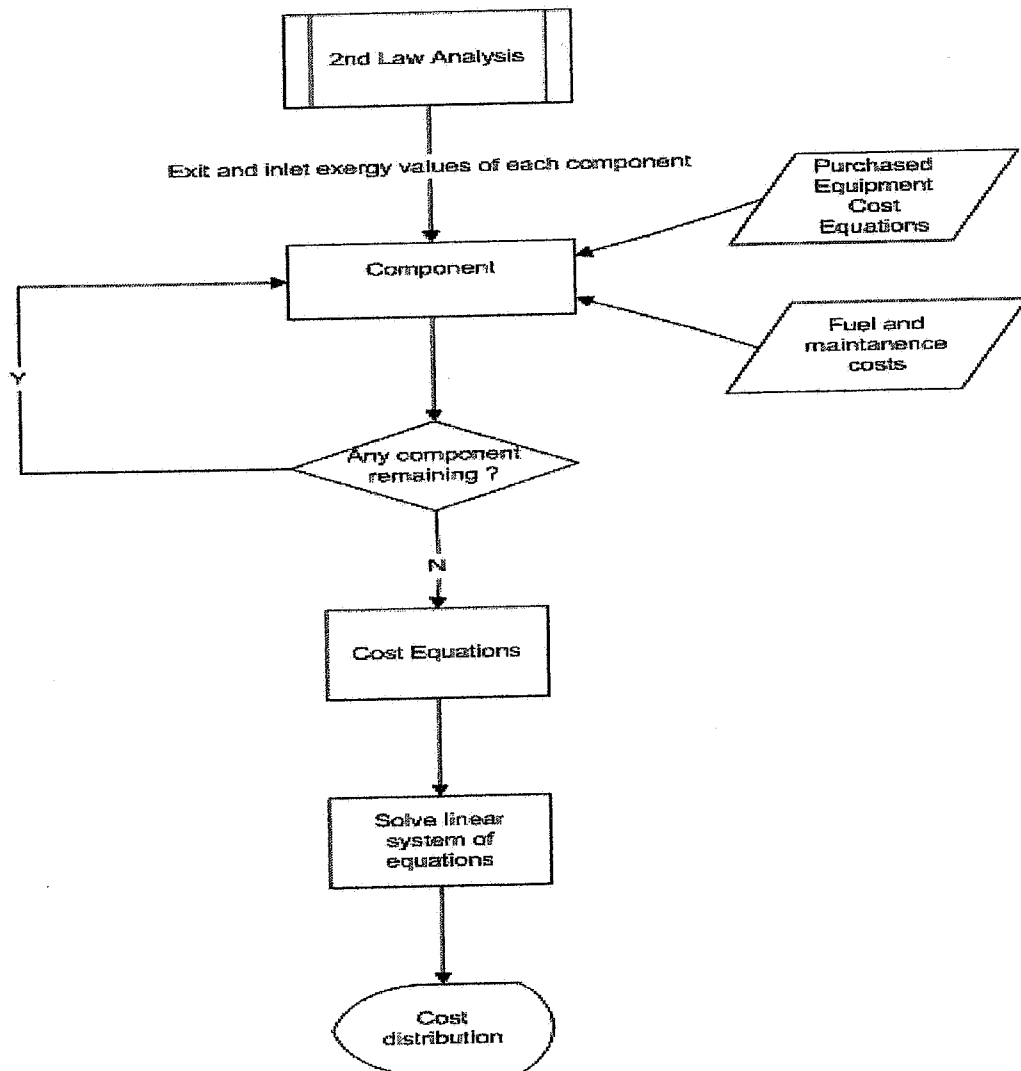 2nd Law Analysis
Exit and inlet exergy values of each component
Purchased
Equipment
Cost
Equations
Component
Fuel and
maintanence
costs
Y
Any component
remaining ?
N
Cost Equations
Solve linear
system of
equations
Cost
distribution